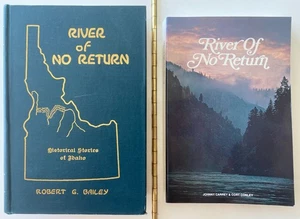 RIVER
of
NO RETURN
Historical Stories
of Idaho
ROBERT G. BAILEY
River Of
No Return
JOHNNY CARREY & CORT CONLEY